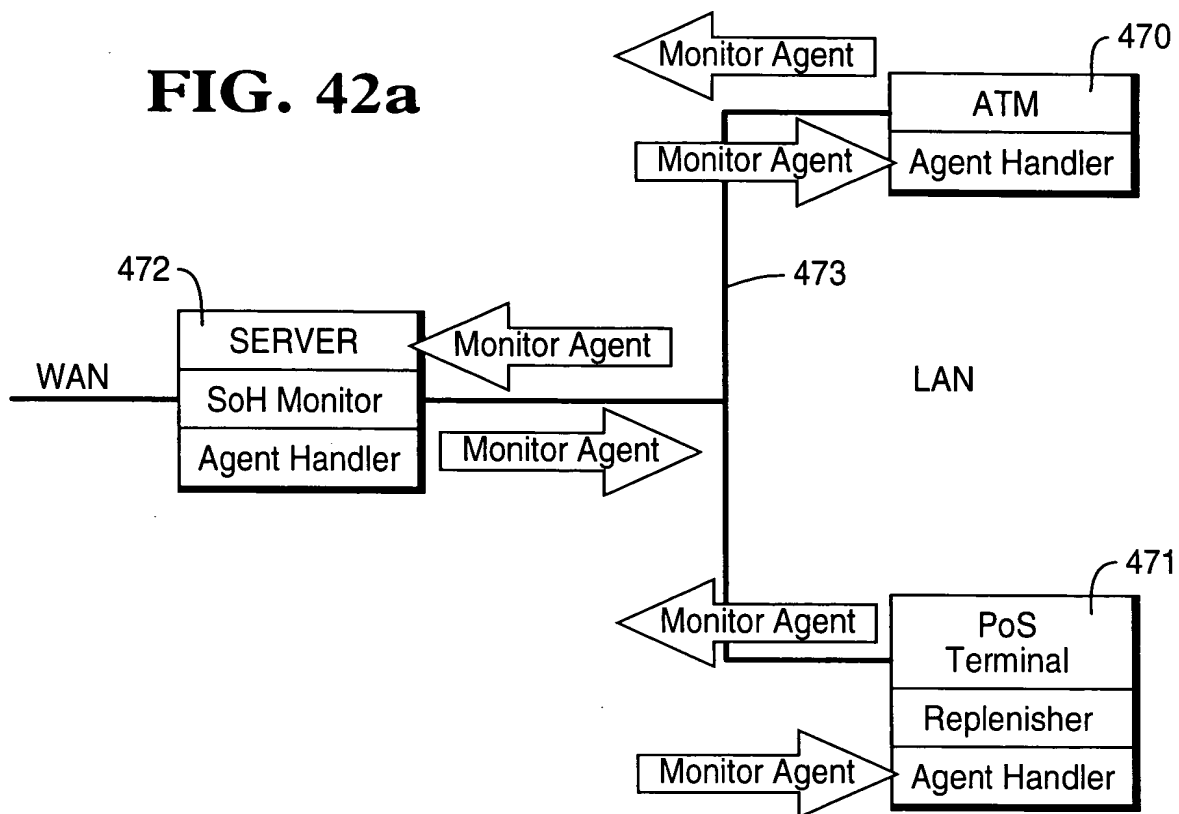 FIG. 42a
Monitor Agent
470
ATM
Monitor Agent
Agent Handler
472
473
SERVER
Monitor Agent
WAN
SoH Monitor
LAN
Agent Handler
Monitor Agent
471
Monitor Agent
PoS
Terminal
Replenisher
Monitor Agent
Agent Handler